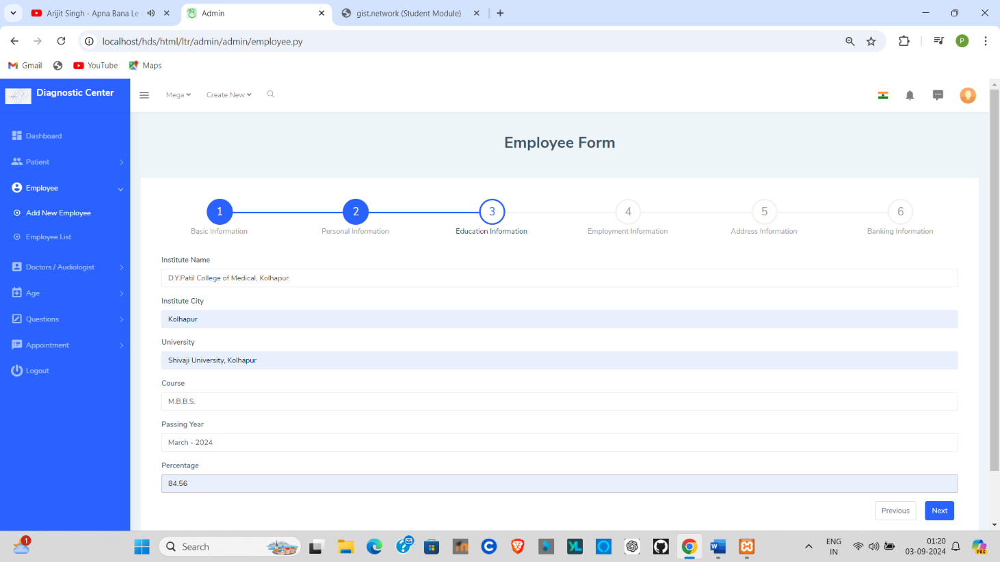 Arijit Singh - Apna Bana Le
Admin
gist.network (Student Module)
localhost/hds/html/ltr/admin/admin/employee.py
P
Gmail
YouTube
Maps
Diagnostic Center
Mega
Create New
Dashboard
Patient
Employee
Add New Employee
Employee List
Doctors / Audiologist
Age
Questions
Appointment
Logout
Employee Form
1
2
3
4
5
6
Basic Information
Personal Information
Education Information
Employment Information
Address Information
Banking Information
Institute Name
D.Y.Patil College of Medical, Kolhapur.
Institute City
Kolhapur
University
Shivaji University, Kolhapur
Course
M.B.B.S.
Passing Year
March - 2024
Percentage
84.56
Previous
Next
1
Search
ENG
IN
01:20
03-09-2024
PRE